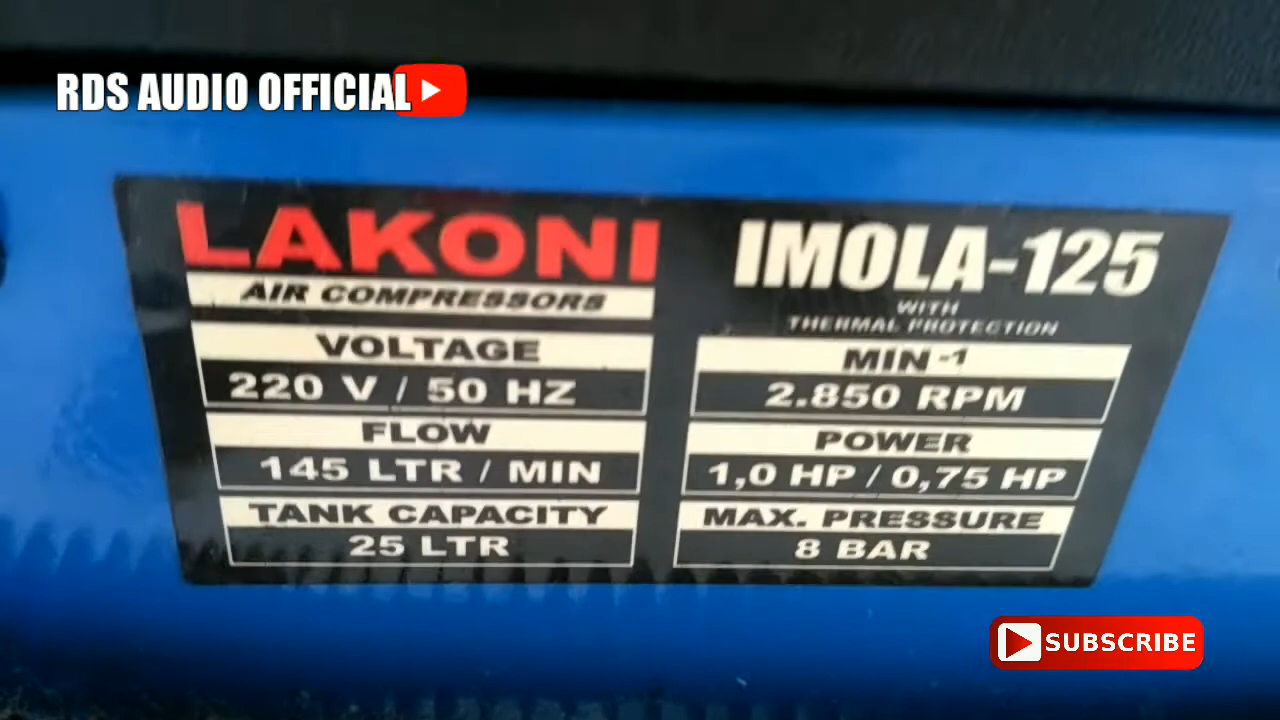 RDS AUDIO OFFICIAL
LAKONI
AIR COMPRESSORS
VOLTAGE
220 V / 50 HZ
FLOW
145 LTR / MIN
TANK CAPACITY
25 LTR
IMOLA-125
WITH
THERMAL PROTECTION
MIN-1
2.850 RPM
POWER
1,0 HP / 0,75 HP
MAX. PRESSURE
8 BAR
SUBSCRIBE